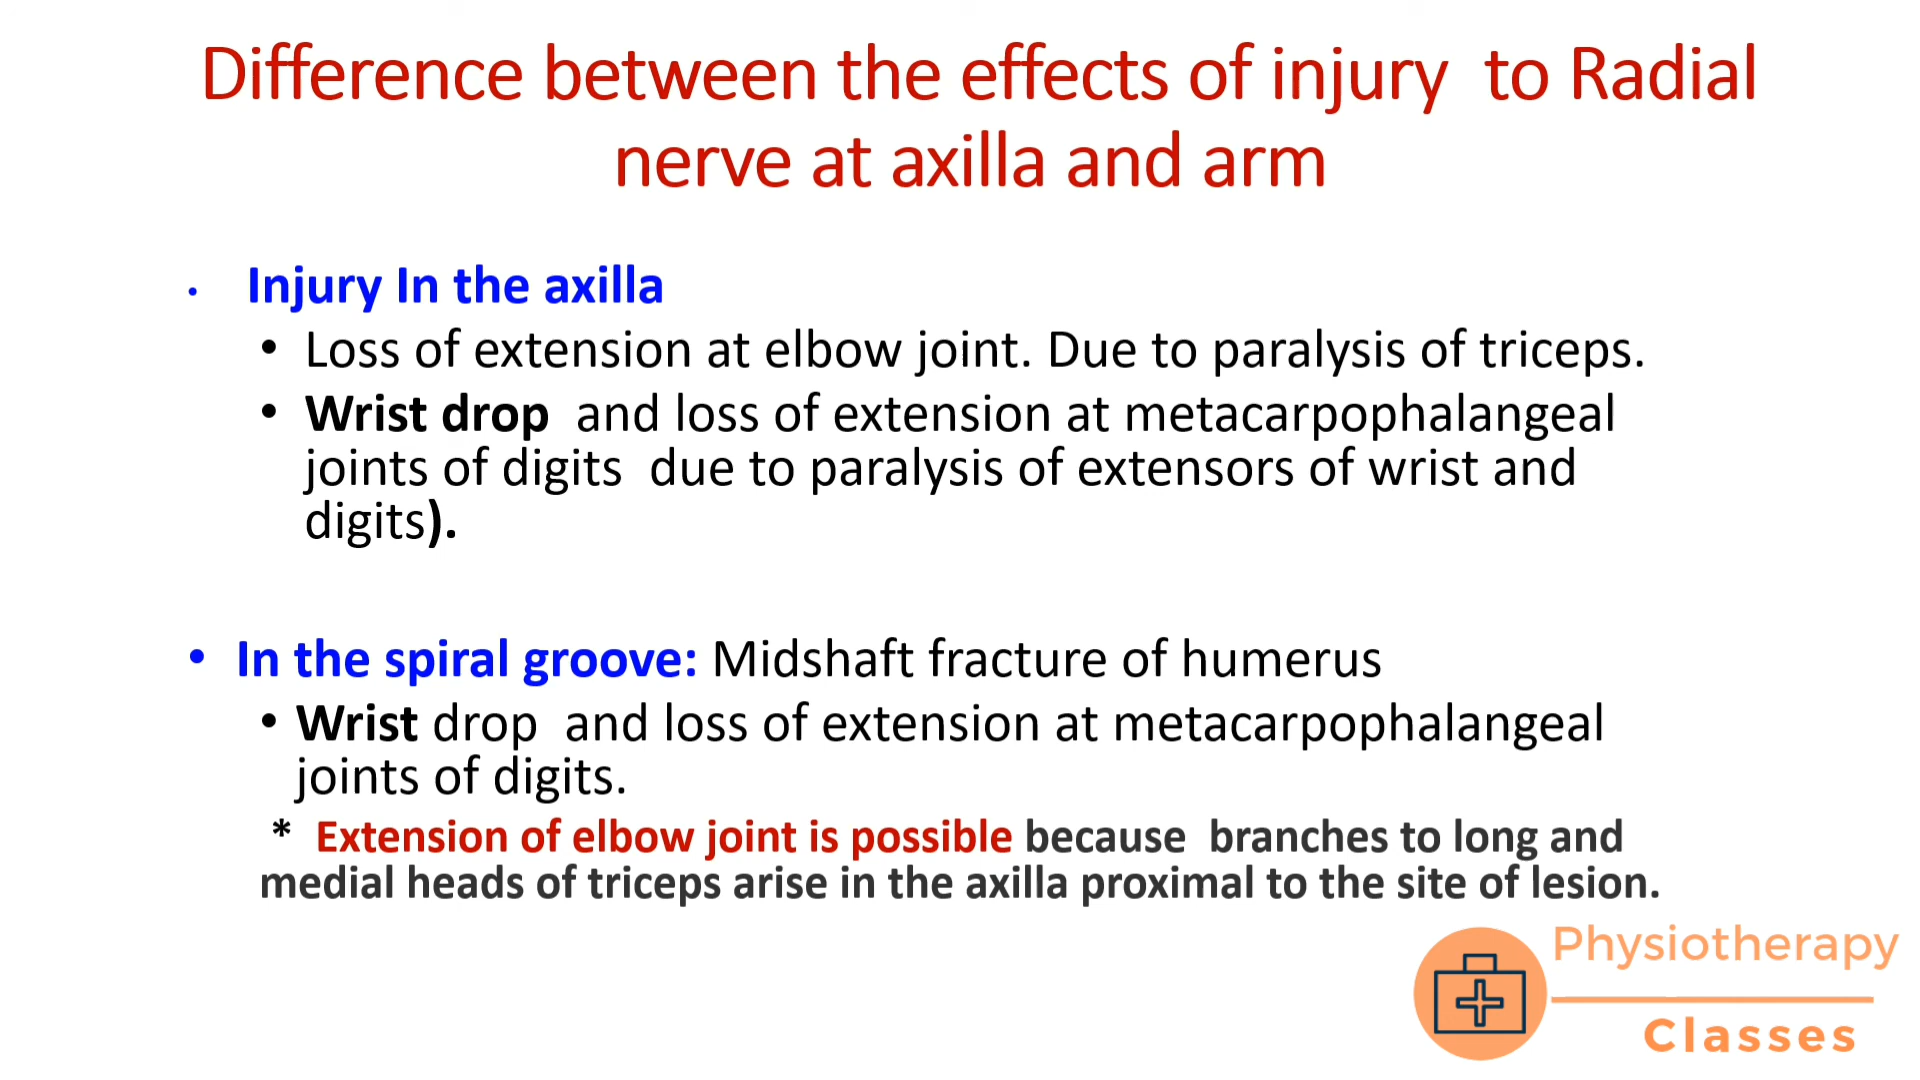 Difference between the effects of injury  to Radial
nerve at axilla and arm
• Injury In the axilla
• Loss of extension at elbow joint. Due to paralysis of triceps.
• Wrist drop  and loss of extension at metacarpophalangeal
joints of digits  due to paralysis of extensors of wrist and
digits).
• In the spiral groove: Midshaft fracture of humerus
• Wrist drop  and loss of extension at metacarpophalangeal
joints of digits.
* Extension of elbow joint is possible because  branches to long and
medial heads of triceps arise in the axilla proximal to the site of lesion.
Physiotherapy
Classes